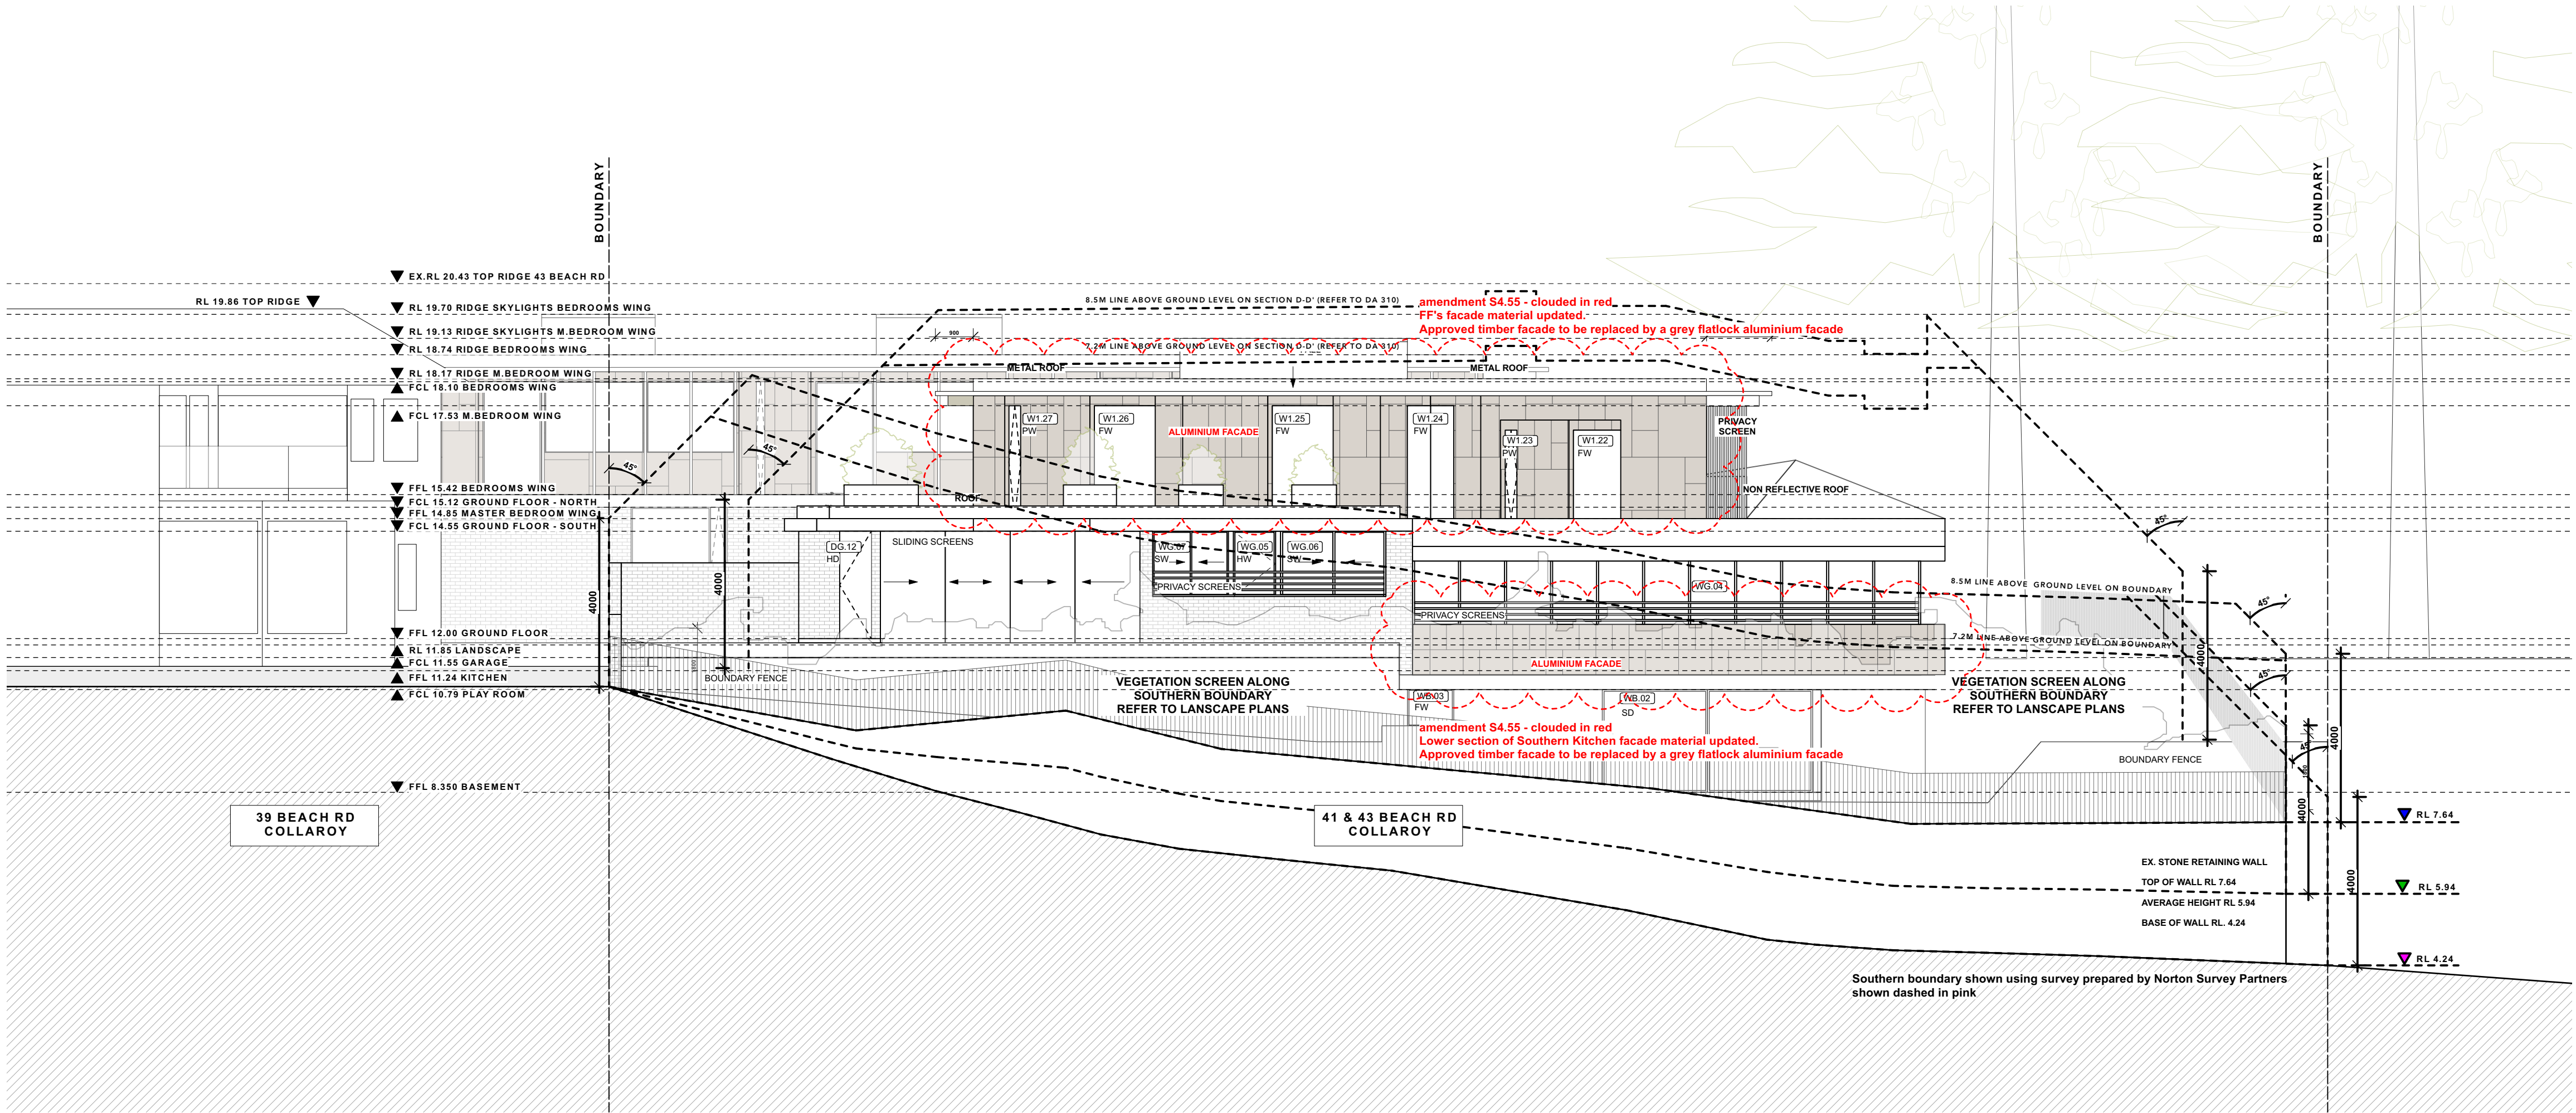 BOUNDARY
BOUNDARY
EX.RL 20.43 TOP RIDGE 43 BEACH RD
RL 19.86 TOP RIDGE
RL 19.70 RIDGE SKYLIGHTS BEDROOMS WING
RL 19.13 RIDGE SKYLIGHTS M.BEDROOM WING
RL 18.74 RIDGE BEDROOMS WING
RL 18.17 RIDGE M.BEDROOM WING
FCL 18.10 BEDROOMS WING
FCL 17.53 M.BEDROOM WING
FFL 15.42 BEDROOMS WING
FCL 15.12 GROUND FLOOR - NORTH
FFL 14.85 MASTER BEDROOM WING
FCL 14.55 GROUND FLOOR - SOUTH
FFL 12.00 GROUND FLOOR
RL 11.85 LANDSCAPE
FCL 11.55 GARAGE
FFL 11.24 KITCHEN
FCL 10.79 PLAY ROOM
FFL 8.350 BASEMENT
8.5M LINE ABOVE GROUND LEVEL ON SECTION D-D' (REFER TO DA 310)
amendment S4.55 - clouded in red
FF's facade material updated.
Approved timber facade to be replaced by a grey flatlock aluminium facade
900
7.2M LINE ABOVE GROUND LEVEL ON SECTION D-D' (REFER TO DA 310)
METAL ROOF
METAL ROOF
W1.27
PW
W1.26
FW
ALUMINIUM FACADE
W1.25
FW
W1.24
FW
W1.23
PW
W1.22
FW
PRIVACY
SCREEN
45°
45°
ROOF
NON REFLECTIVE ROOF
45°
DG.12
HD
SLIDING SCREENS
WG.07
SW
WG.05
HW
WG.06
SW
PRIVACY SCREENS
WG.04
PRIVACY SCREENS
8.5M LINE ABOVE GROUND LEVEL ON BOUNDARY
45°
4000
4000
7.2M LINE ABOVE GROUND LEVEL ON BOUNDARY
4000
45°
ALUMINIUM FACADE
BOUNDARY FENCE
VEGETATION SCREEN ALONG
SOUTHERN BOUNDARY
REFER TO LANSCAPE PLANS
WB.03
FW
WB.02
SD
VEGETATION SCREEN ALONG
SOUTHERN BOUNDARY
REFER TO LANSCAPE PLANS
amendment S4.55 - clouded in red
Lower section of Southern Kitchen facade material updated.
Approved timber facade to be replaced by a grey flatlock aluminium facade
4000
45°
BOUNDARY FENCE
4000
39 BEACH RD
COLLAROY
41 & 43 BEACH RD
COLLAROY
RL 7.64
EX. STONE RETAINING WALL
TOP OF WALL RL 7.64
AVERAGE HEIGHT RL 5.94
BASE OF WALL RL. 4.24
4000
RL 5.94
RL 4.24
Southern boundary shown using survey prepared by Norton Survey Partners
shown dashed in pink